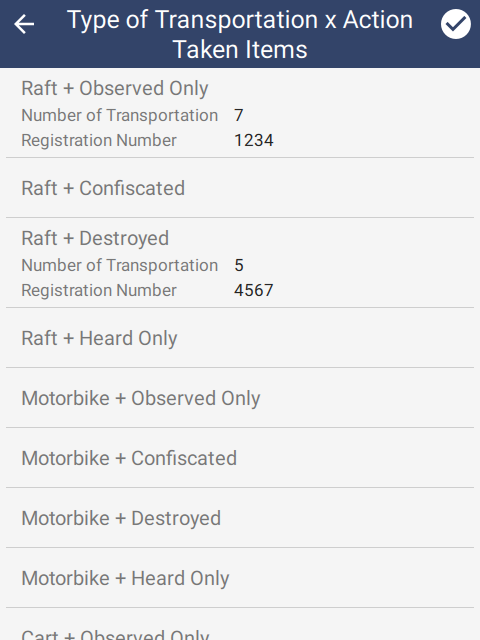 Type of Transportation x Action
Taken Items
Raft + Observed Only
Number of Transportation 7
Registration Number 1234
Raft + Confiscated
Raft + Destroyed
Number of Transportation 5
Registration Number 4567
Raft + Heard Only
Motorbike + Observed Only
Motorbike + Confiscated
Motorbike + Destroyed
Motorbike + Heard Only
Cart + Observed Only